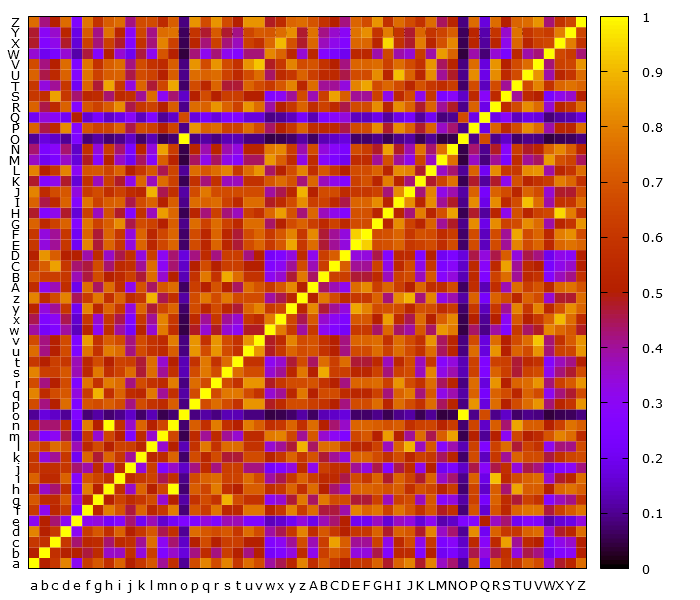 Z
Y
X
W
V
U
T
S
R
Q
P
O
N
M
L
K
J
I
H
G
F
E
D
C
B
A
z
y
x
w
v
u
t
s
r
q
p
o
n
m
l
k
j
i
h
g
f
e
d
c
b
a
a b c d e f g h i j k l m n o p q r s t u v w x y z A B C D E F G H I J K L M N O P Q R S T U V W X Y Z
1
0.9
0.8
0.7
0.6
0.5
0.4
0.3
0.2
0.1
0